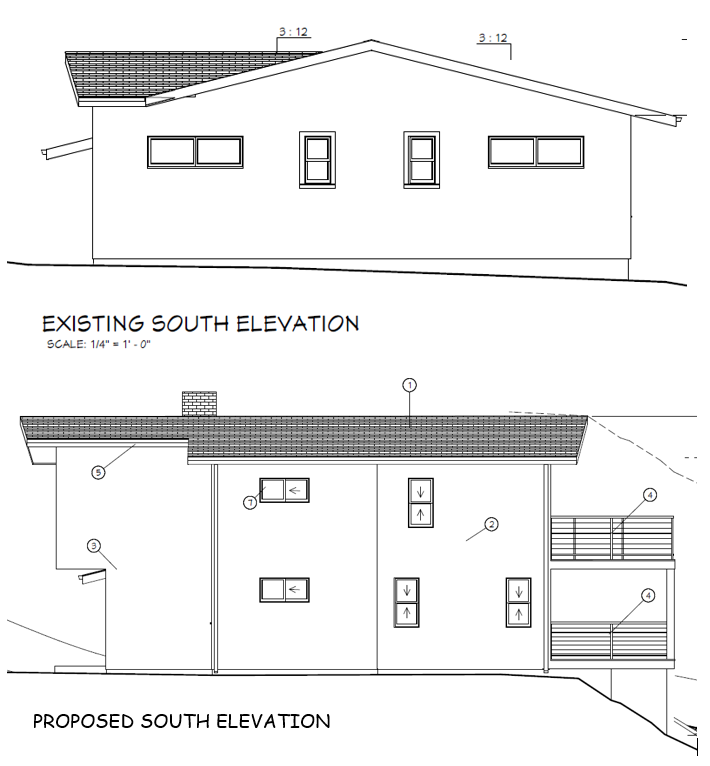 3 : 12
3 : 12
EXISTING SOUTH ELEVATION
SCALE: 1/4" = 1' - 0"
1
5
7
4
2
3
4
PROPOSED SOUTH ELEVATION